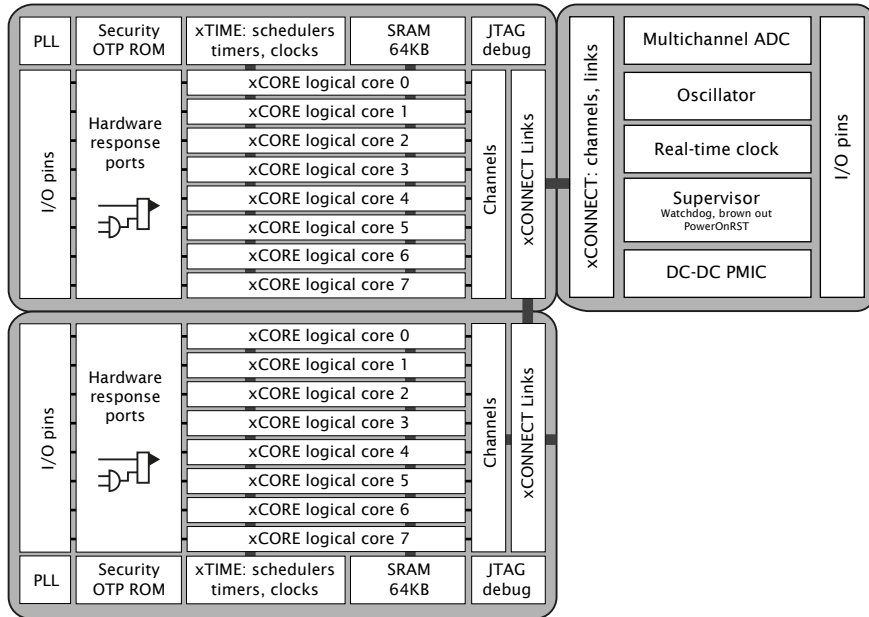 PLL
Security
OTP ROM
xTIME: schedulers
timers, clocks
SRAM
64KB
JTAG
debug
I/O pins
Hardware
response
ports
xCORE logical core 0
xCORE logical core 1
xCORE logical core 2
xCORE logical core 3
xCORE logical core 4
xCORE logical core 5
xCORE logical core 6
xCORE logical core 7
Channels
xCONNECT Links
xCONNECT: channels, links
Multichannel ADC
Oscillator
Real-time clock
Supervisor
Watchdog, brown out
PowerOnRST
DC-DC PMIC
I/O pins
I/O pins
Hardware
response
ports
xCORE logical core 0
xCORE logical core 1
xCORE logical core 2
xCORE logical core 3
xCORE logical core 4
xCORE logical core 5
xCORE logical core 6
xCORE logical core 7
Channels
xCONNECT Links
PLL
Security
OTP ROM
xTIME: schedulers
timers, clocks
SRAM
64KB
JTAG
debug